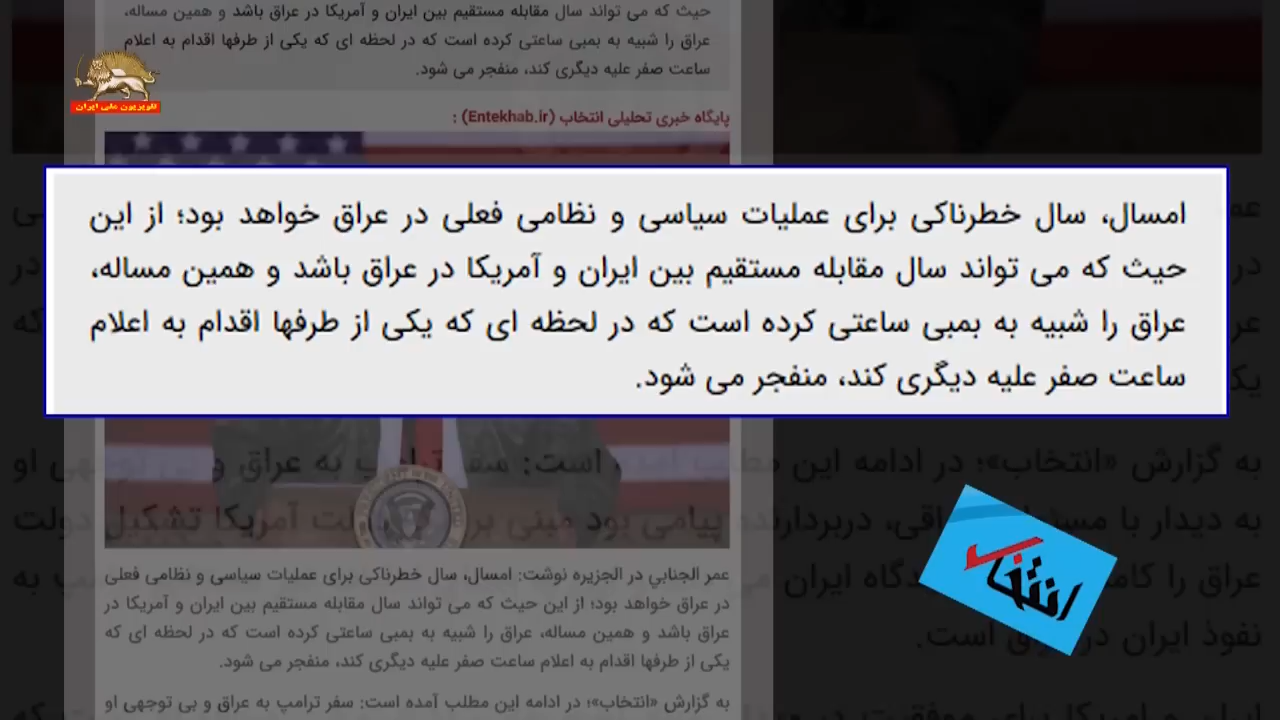 حیث که می تواند سال مقابله مستقیم بین ایران و آمریکا در عراق باشد و همین مساله،
عراق را شبیه به بمبی ساعتی کرده است که در لحظه ای که یکی از طرفها اقدام به اعلام
ساعت صفر علیه دیگری کند، منفجر می شود.
تلویزیون ملی ایران
پایگاه خبری تحلیلی انتخاب (Entekhab.ir) :
امسال، سال خطرناکی برای عملیات سیاسی و نظامی فعلی در عراق خواهد بود؛ از این
حیث که می تواند سال مقابله مستقیم بین ایران و آمریکا در عراق باشد و همین مساله،
عراق را شبیه به بمبی ساعتی کرده است که در لحظه ای که یکی از طرفها اقدام به اعلام
ساعت صفر علیه دیگری کند، منفجر می شود.
انتخاب
عمر الجنابي در الجزیره نوشت: امسال، سال خطرناکی برای عملیات سیاسی و نظامی فعلی
در عراق خواهد بود؛ از این حیث که می تواند سال مقابله مستقیم بین ایران و آمریکا در
عراق باشد و همین مساله، عراق را شبیه به بمبی ساعتی کرده است که در لحظه ای که
یکی از طرفها اقدام به اعلام ساعت صفر علیه دیگری کند، منفجر می شود.
به گزارش «انتخاب»؛ در ادامه این مطلب آمده است: سفر ترامپ به عراق و بی توجهی او